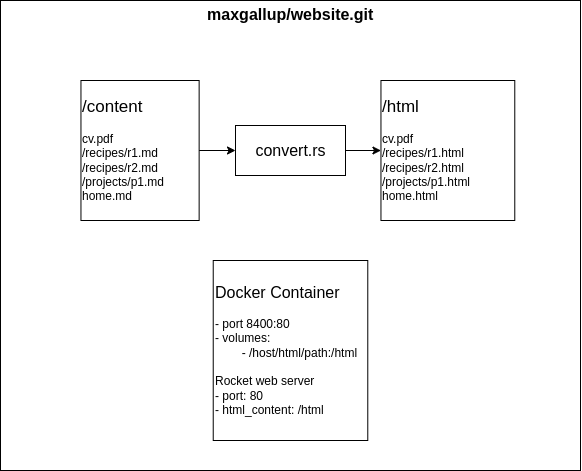 maxgallup/website.git
/content
cv.pdf
/recipes/r1.md
/recipes/r2.md
/projects/p1.md
home.md
convert.rs
/html
cv.pdf
/recipes/r1.html
/recipes/r2.html
/projects/p1.html
home.html
Docker Container
- port 8400:80
- volumes:
- /host/html/path:/html
Rocket web server
- port: 80
- html_content: /html